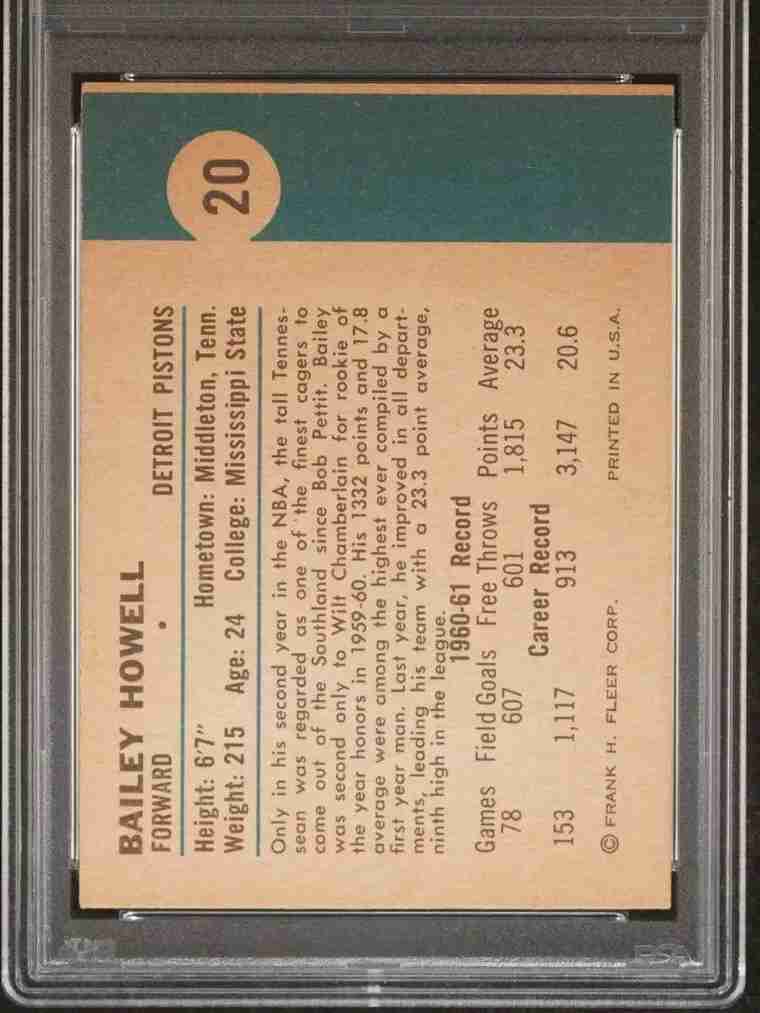 20
BAILEY HOWELL
FORWARD • DETROIT PISTONS
Height: 6'7" Hometown: Middleton, Tenn.
Weight: 215 Age: 24 College: Mississippi State
Only in his second year in the NBA, the tall Tennes-
sean was regarded as one of the finest cagers to
come out of the Southland since Bob Pettit. Bailey
was second only to Wilt Chamberlain for rookie of
the year honors in 1959-60. His 1332 points and 17.8
average were among the highest ever compiled by a
first year man. Last year, he improved in all depart-
ments, leading his team with a 23.3 point average,
ninth high in the league.
1960-61 Record
Games Field Goals Free Throws Points Average
78 607 601 1,815 23.3
Career Record
153 1,117 913 3,147 20.6
© FRANK H. FLEER CORP. PRINTED IN U.S.A.
PSA